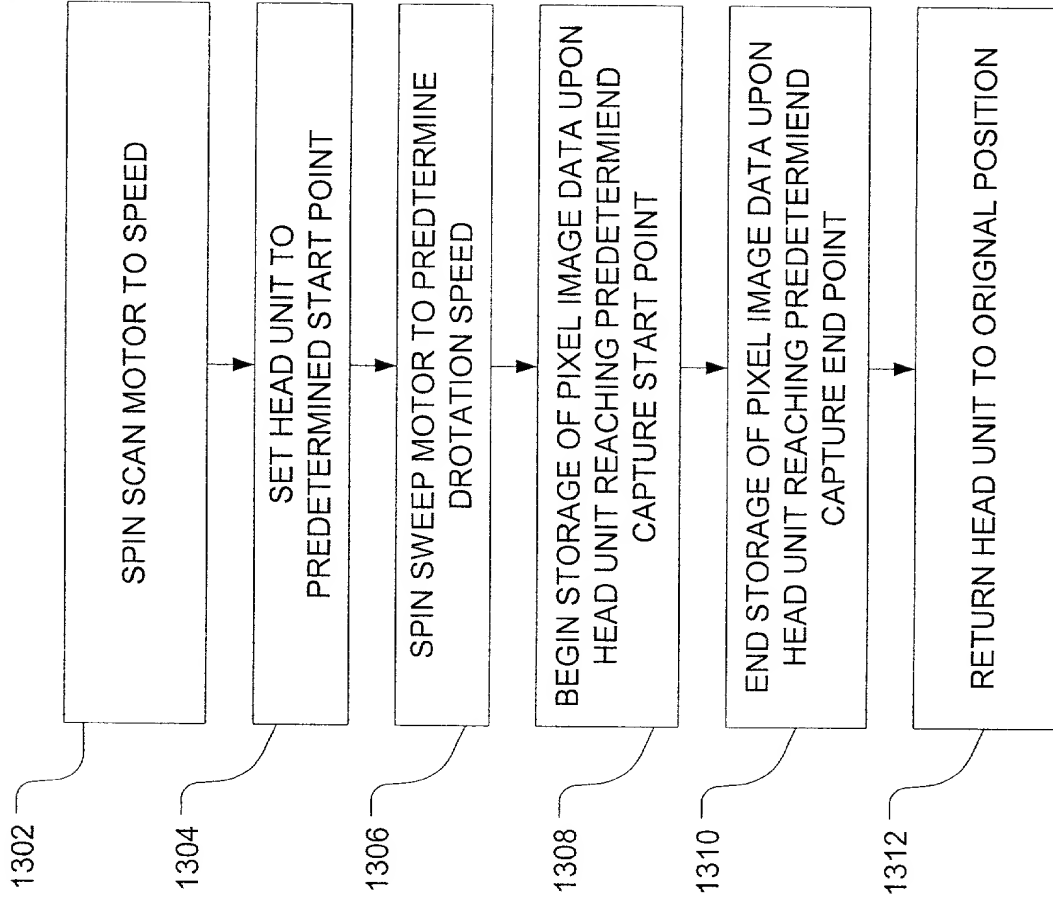 1302
SPIN SCAN MOTOR TO SPEED
1304
SET HEAD UNIT TO
PREDETERMINED START POINT
1306
SPIN SWEEP MOTOR TO PREDTERMINE
DROTATION SPEED
1308
BEGIN STORAGE OF PIXEL IMAGE DATA UPON
HEAD UNIT REACHING PREDETERMIEND
CAPTURE START POINT
1310
END STORAGE OF PIXEL IMAGE DATA UPON
HEAD UNIT REACHING PREDETERMIEND
CAPTURE END POINT
1312
RETURN HEAD UNIT TO ORIGNAL POSITION